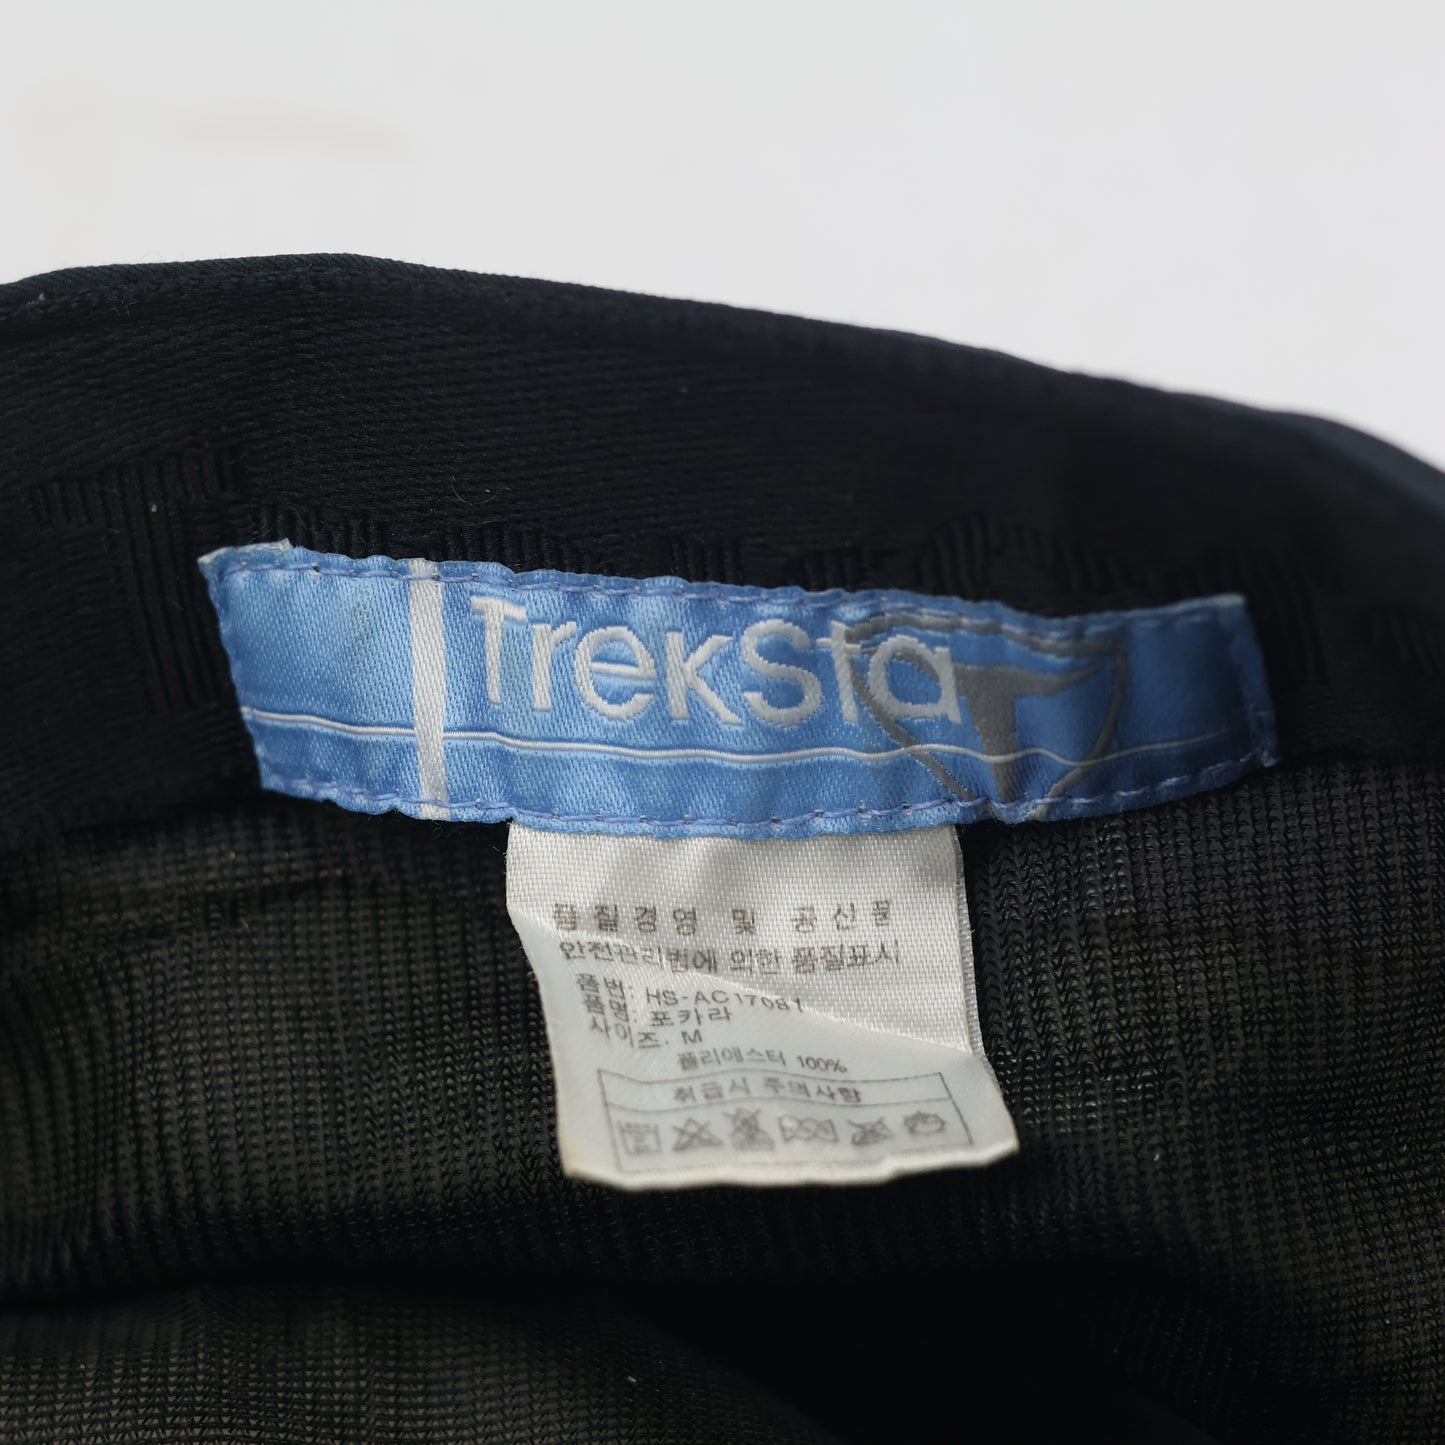 TrekSta
품질경영 및 공산품
안전관리법에 의한 품질표시
품번: HS-AC17081
품명: 포카라
사이즈: M
폴리에스터 100%
취급시 주의사항